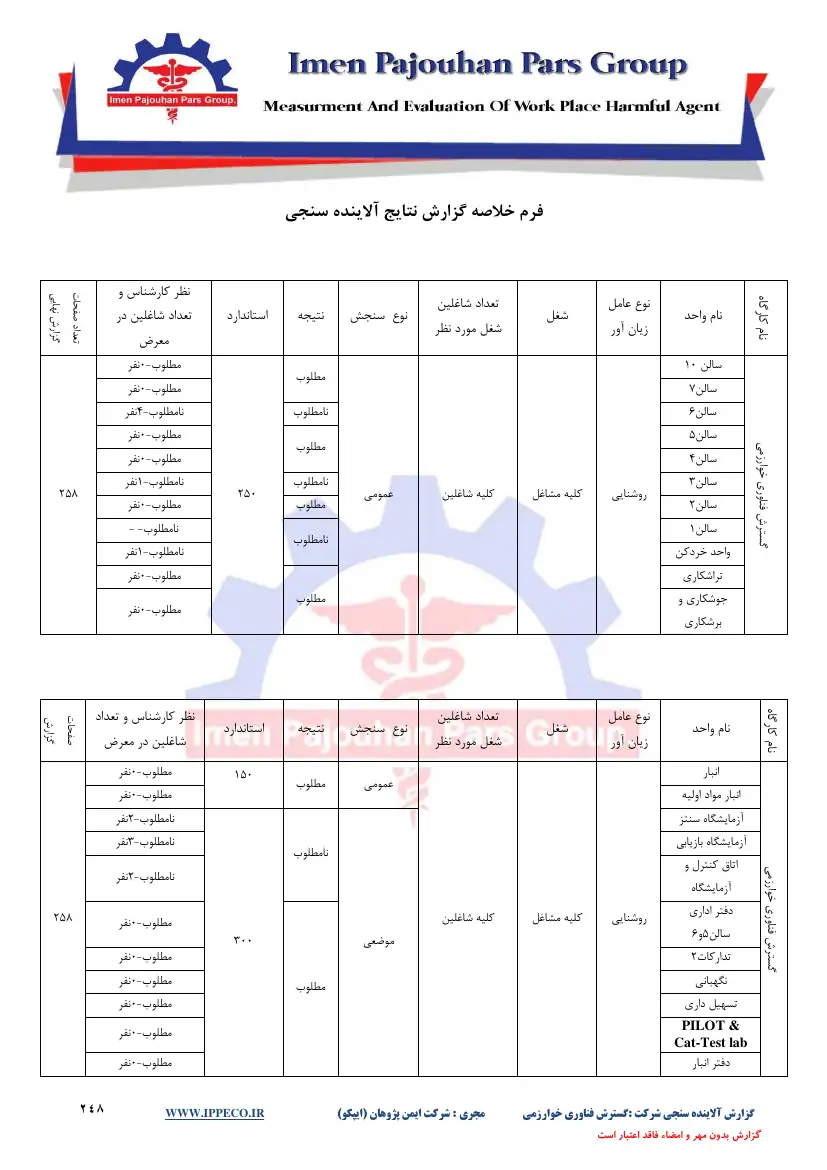 Imen Pajouhan Pars Group
Imen Pajouhan Pars Group.
Measurment And Evaluation Of Work Place Harmful Agent
فرم خلاصه گزارش نتایج آلاینده سنجی
نام کارگاه
نام واحد
نوع عامل
زیان آور
شغل
تعداد شاغلین
شغل مورد نظر
نوع سنجش
نتیجه
استاندارد
نظر کارشناس و
تعداد شاغلین در
معرض
تعداد صفحات
گزارش نهایی
گسترش فناوری خوارزمی
سالن ۱۰
روشنایی
کلیه مشاغل
کلیه شاغلین
عمومی
مطلوب
۲۵۰
مطلوب-۰نفر
۲۵۸
سالن۷
مطلوب-۰نفر
سالن۶
نامطلوب
نامطلوب-۴نفر
سالن۵
مطلوب
مطلوب-۰نفر
سالن۴
مطلوب-۰نفر
سالن۳
نامطلوب
نامطلوب-۱نفر
سالن۲
مطلوب
مطلوب-۰نفر
سالن۱
نامطلوب
نامطلوب- -
واحد خردکن
نامطلوب-۱نفر
تراشکاری
مطلوب
مطلوب-۰نفر
جوشکاری و
برشکاری
مطلوب-۰نفر
Imen Pajouhan Pars Group.
نام کارگاه
نام واحد
نوع عامل
زیان آور
شغل
تعداد شاغلین
شغل مورد نظر
نوع سنجش
نتیجه
استاندارد
نظر کارشناس و تعداد
شاغلین در معرض
صفحات
گزارش
گسترش فناوری خوارزمی
انبار
روشنایی
کلیه مشاغل
کلیه شاغلین
عمومی
مطلوب
۱۵۰
مطلوب-۰نفر
۲۵۸
انبار مواد اولیه
مطلوب-۰نفر
آزمایشگاه سنتز
موضعی
نامطلوب
۳۰۰
نامطلوب-۲نفر
آزمایشگاه بازیابی
نامطلوب-۳نفر
اتاق کنترل و
آزمایشگاه
نامطلوب-۲نفر
دفتر اداری
سالن۵و۶
مطلوب
مطلوب-۰نفر
تدارکات۲
مطلوب-۰نفر
نگهبانی
مطلوب-۰نفر
تسهیل داری
مطلوب-۰نفر
PILOT &
Cat-Test lab
مطلوب-۰نفر
دفتر انبار
مطلوب-۰نفر
گزارش آلاینده سنجی شرکت :گسترش فناوری خوارزمی
مجری : شرکت ایمن پژوهان (ایپکو)
WWW.IPPECO.IR
۲۴۸
گزارش بدون مهر و امضاء فاقد اعتبار است